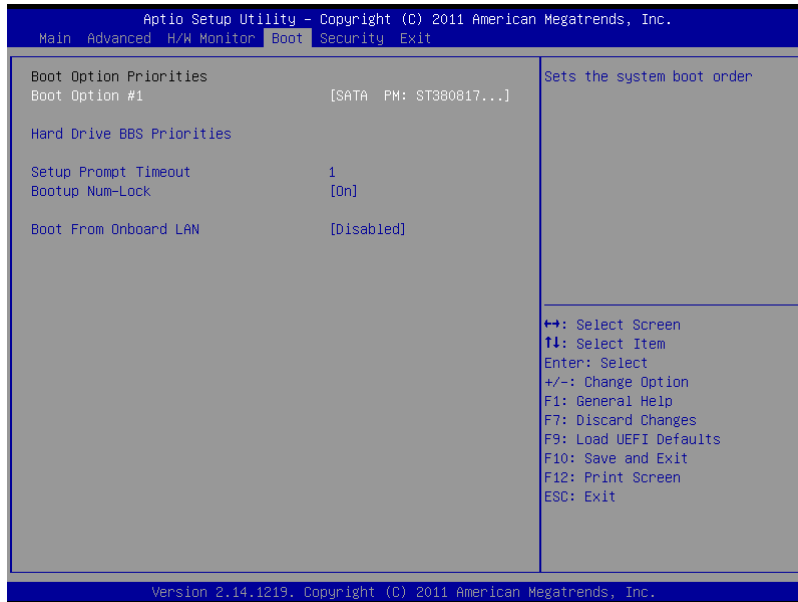 Aptio Setup Utility – Copyright (C) 2011 American Megatrends, Inc.
Main Advanced H/W Monitor Boot Security Exit
Boot Option Priorities
Boot Option #1 [SATA PM: ST380817...]
Hard Drive BBS Priorities
Setup Prompt Timeout 1
Bootup Num-Lock [On]
Boot From Onboard LAN [Disabled]
Sets the system boot order
↔: Select Screen
↑↓: Select Item
Enter: Select
+/-: Change Option
F1: General Help
F7: Discard Changes
F9: Load UEFI Defaults
F10: Save and Exit
F12: Print Screen
ESC: Exit
Version 2.14.1219. Copyright (C) 2011 American Megatrends, Inc.